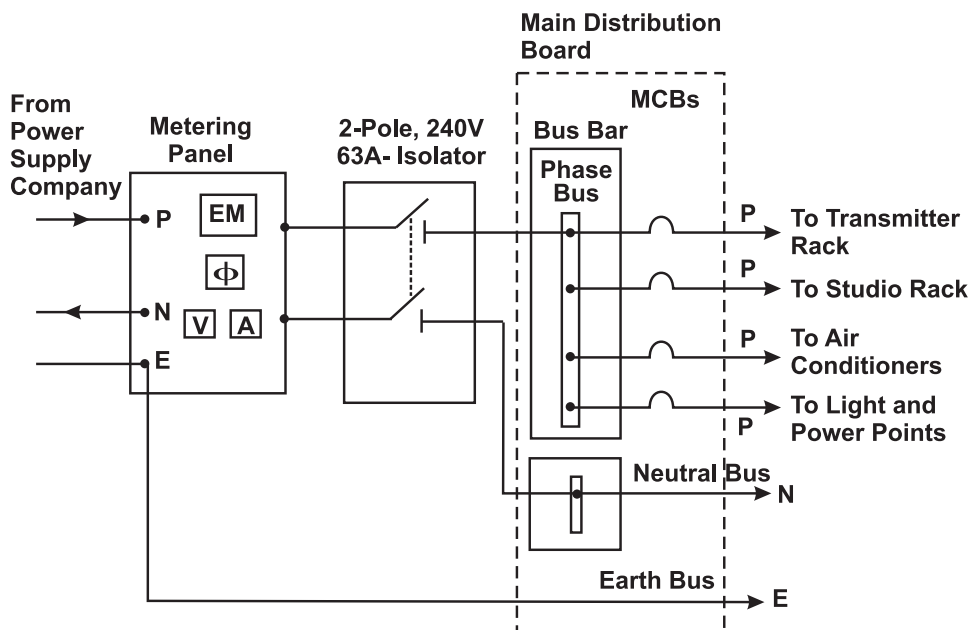 Main Distribution
Board
From
Power
Supply
Company
Metering
Panel
2-Pole, 240V
63A- Isolator
MCBs
Bus Bar
Phase
Bus
P
EM
ϕ
N
V A
E
P
To Transmitter
Rack
P
To Studio Rack
P
To Air
Conditioners
To Light and
Power Points
P
Neutral Bus
N
Earth Bus
E